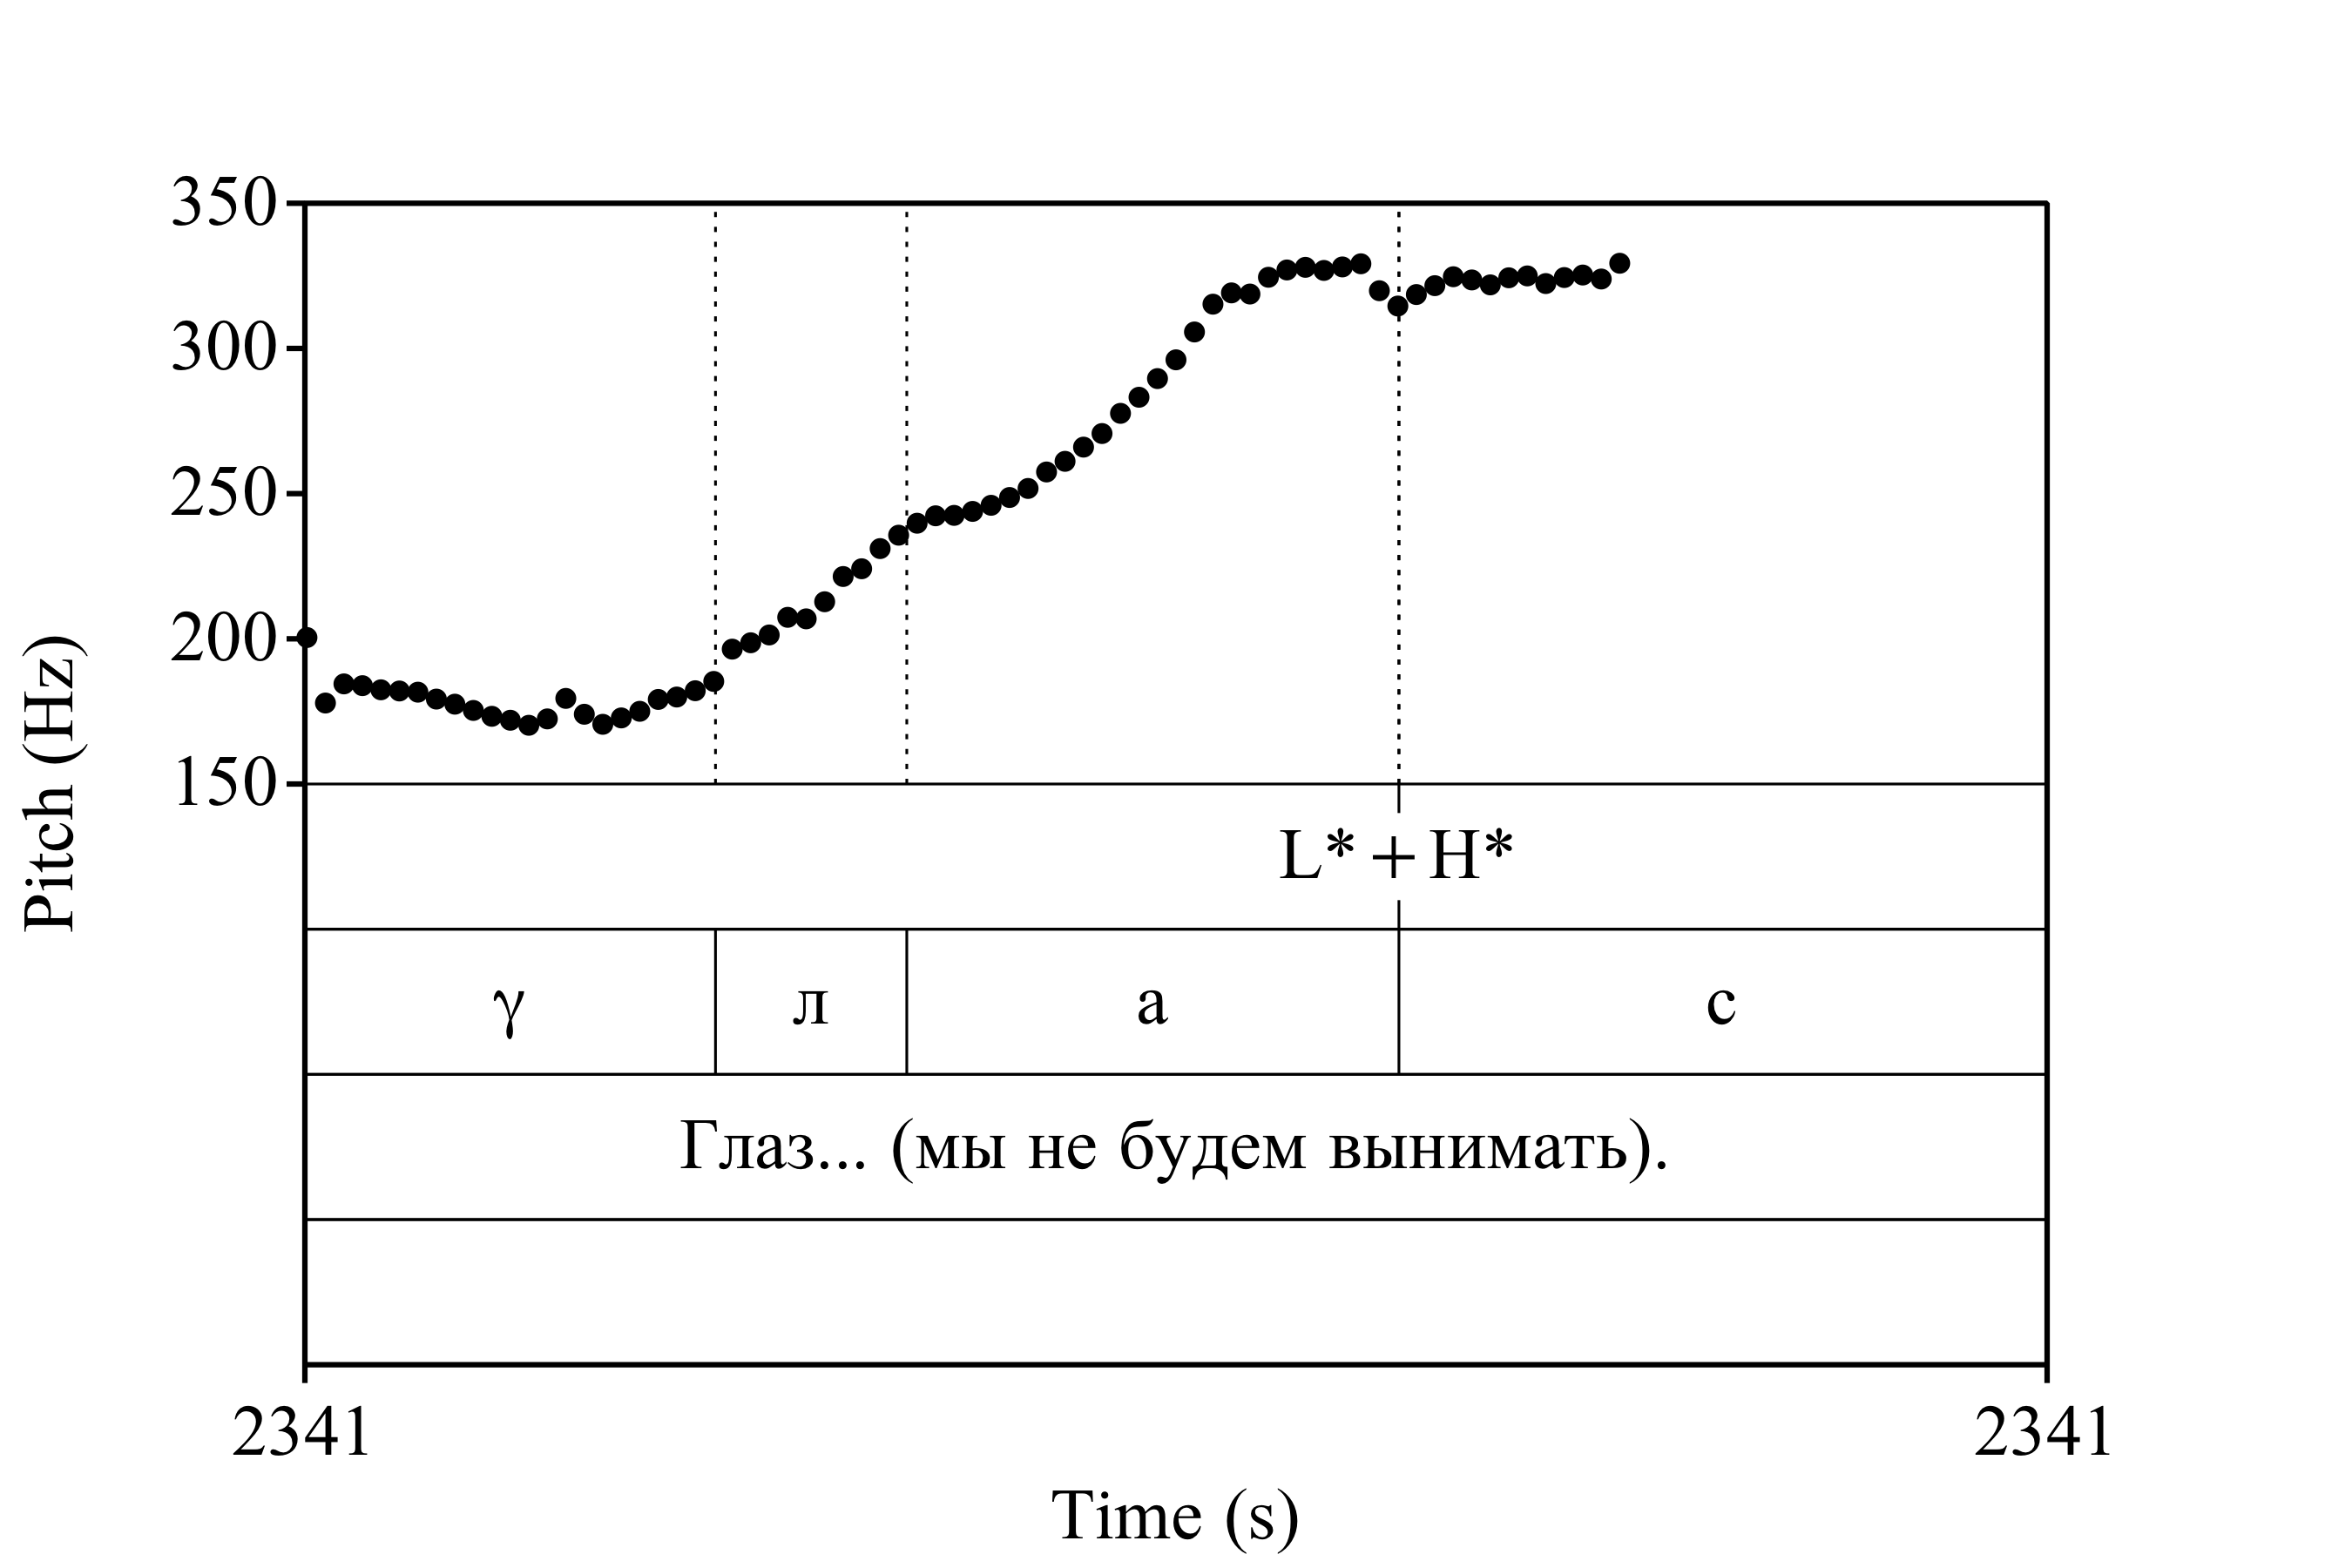 350
300
250
200
150
Pitch (Hz)
L*+H*
γ л а с
Глаз... (мы не будем вынимать).
2341 2341
Time (s)